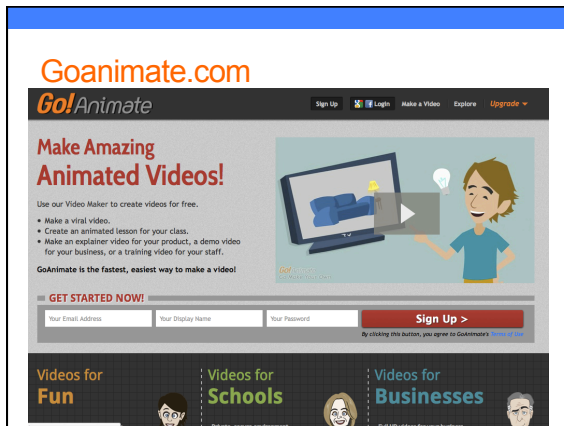 Goanimate.com
Go!Animate
Sign Up Login Make a Video Explore Upgrade
Make Amazing
Animated Videos!
Use our Video Maker to create videos for free.
• Make a viral video.
• Create an animated lesson for your class.
• Make an explainer video for your product, a demo video
for your business, or a training video for your staff.
GoAnimate is the fastest, easiest way to make a video!
Go!
GET STARTED NOW!
Your Email Address Your Display Name Your Password Sign Up >
By clicking this button, you agree to GoAnimate's Terms of Use
Videos for
Fun
Videos for
Schools
Videos for
Businesses